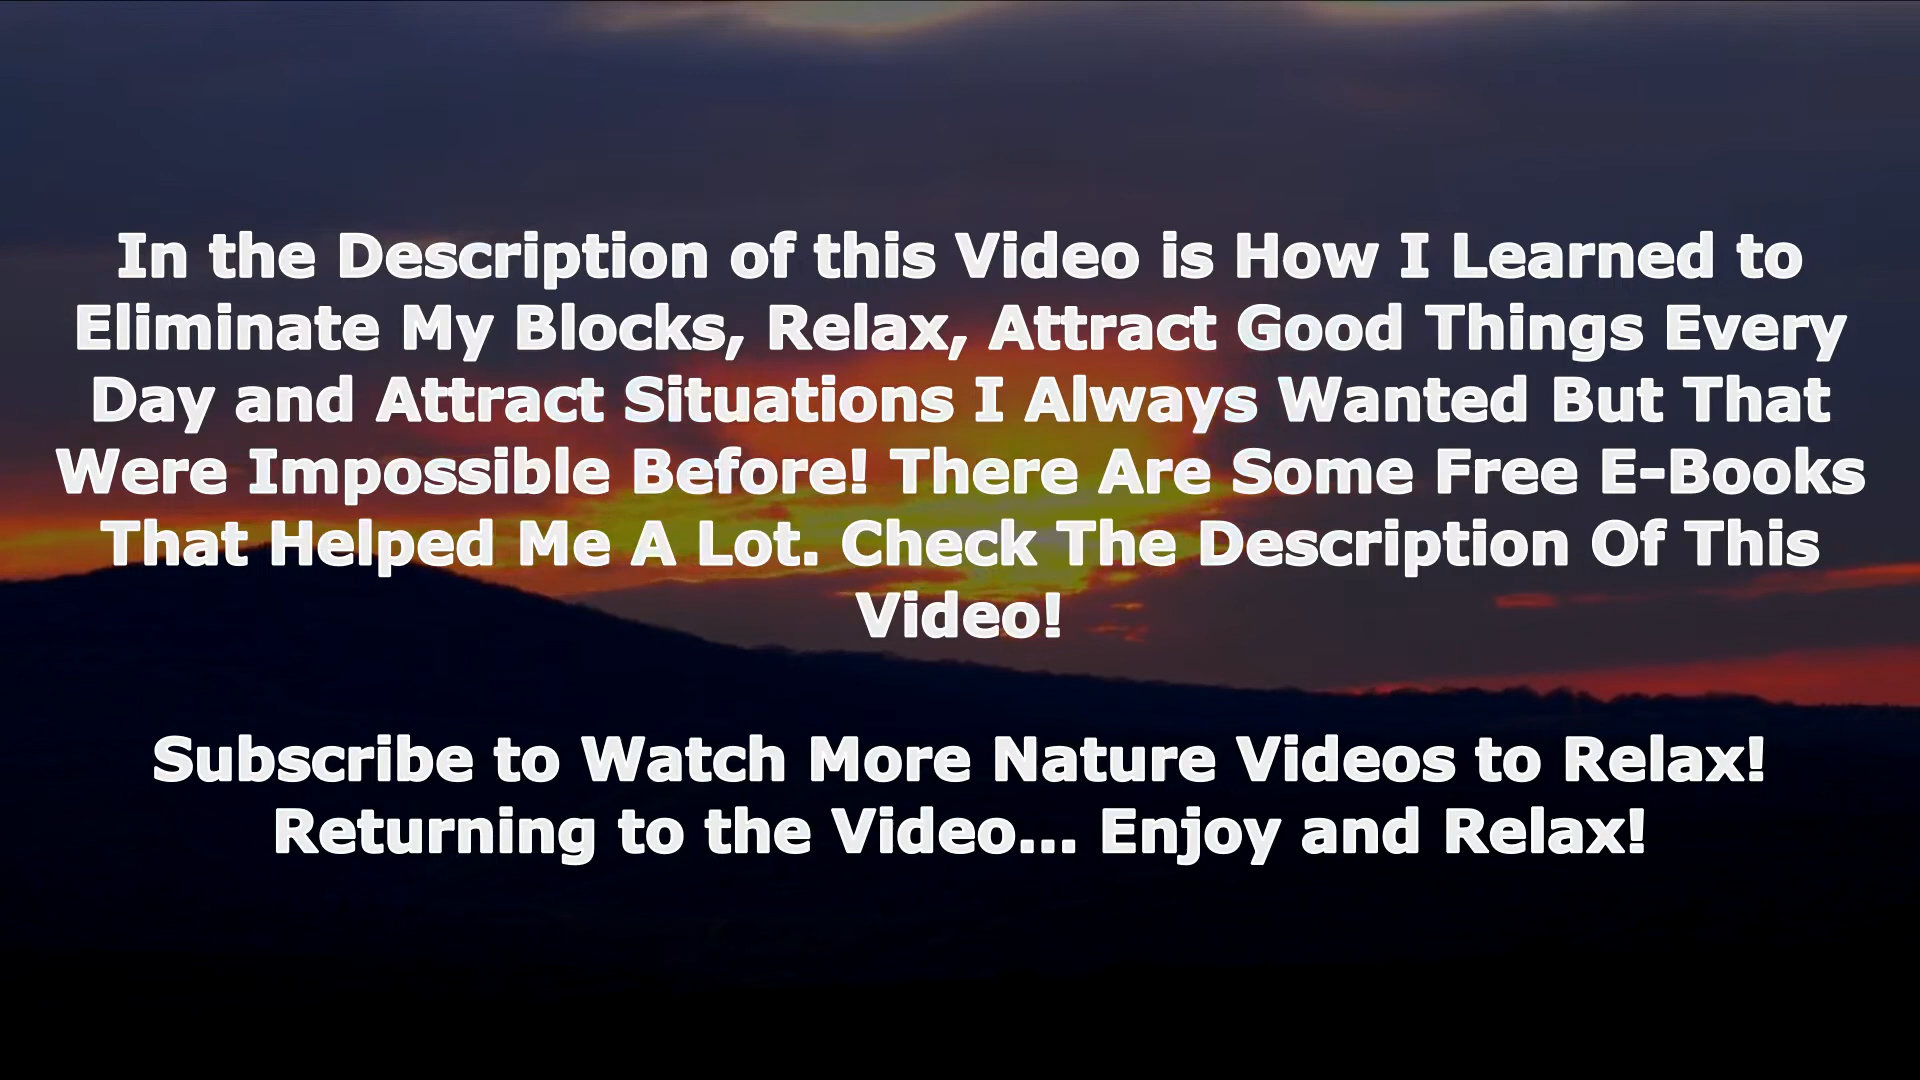 In the Description of this Video is How I Learned to
Eliminate My Blocks, Relax, Attract Good Things Every
Day and Attract Situations I Always Wanted But That
Were Impossible Before! There Are Some Free E-Books
That Helped Me A Lot. Check The Description Of This
Video!
Subscribe to Watch More Nature Videos to Relax!
Returning to the Video... Enjoy and Relax!